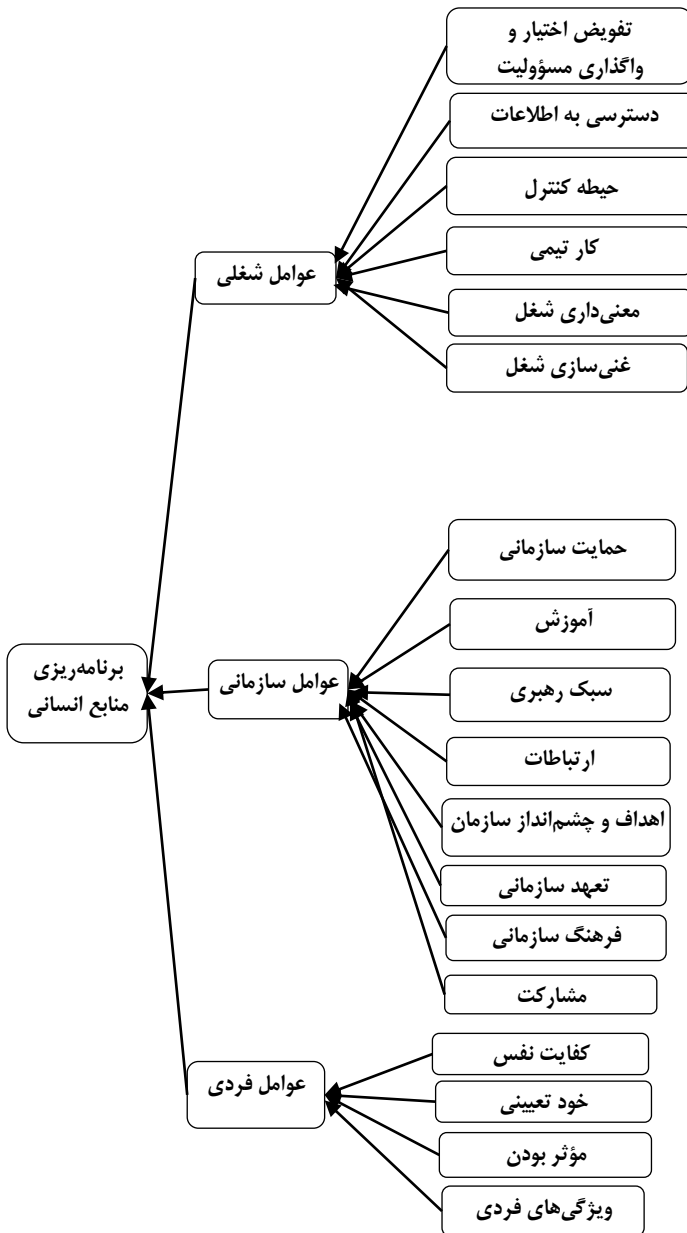 تفویض اختیار و
واگذاری مسؤولیت
دسترسی به اطلاعات
حیطه کنترل
عوامل شغلی
کار تیمی
معنی‌داری شغل
غنی‌سازی شغل
حمایت سازمانی
آموزش
برنامه‌ریزی
منابع انسانی
عوامل سازمانی
سبک رهبری
ارتباطات
اهداف و چشم‌انداز سازمان
تعهد سازمانی
فرهنگ سازمانی
مشارکت
کفایت نفس
عوامل فردی
خود تعیینی
مؤثر بودن
ویژگی‌های فردی